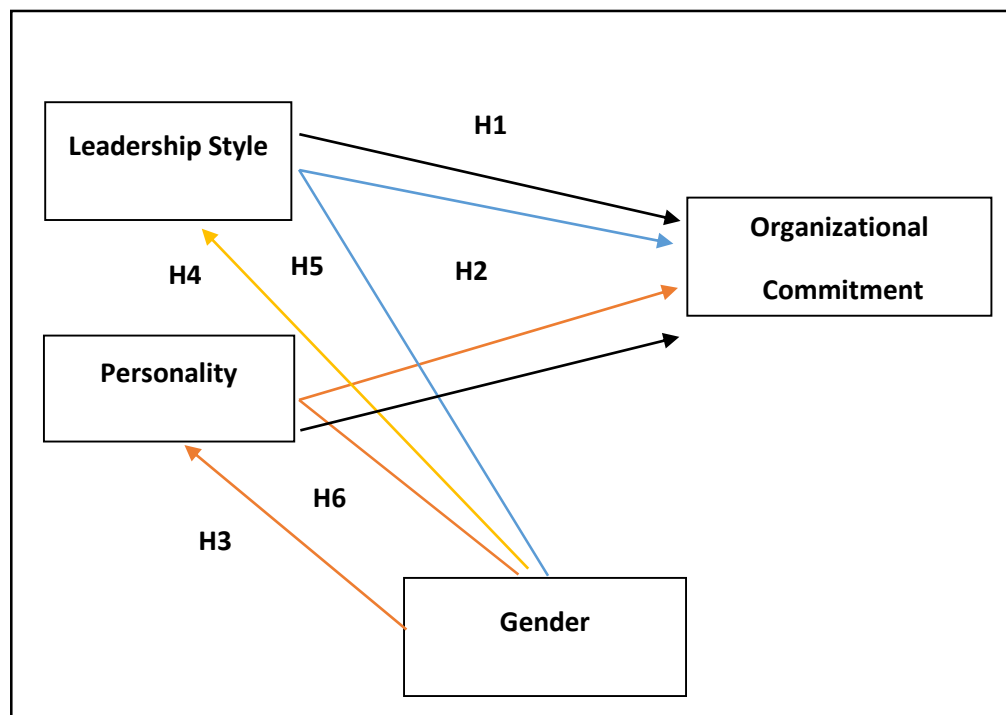 H1
Leadership Style
Organizational
Commitment
H4
H5
H2
Personality
H6
H3
Gender